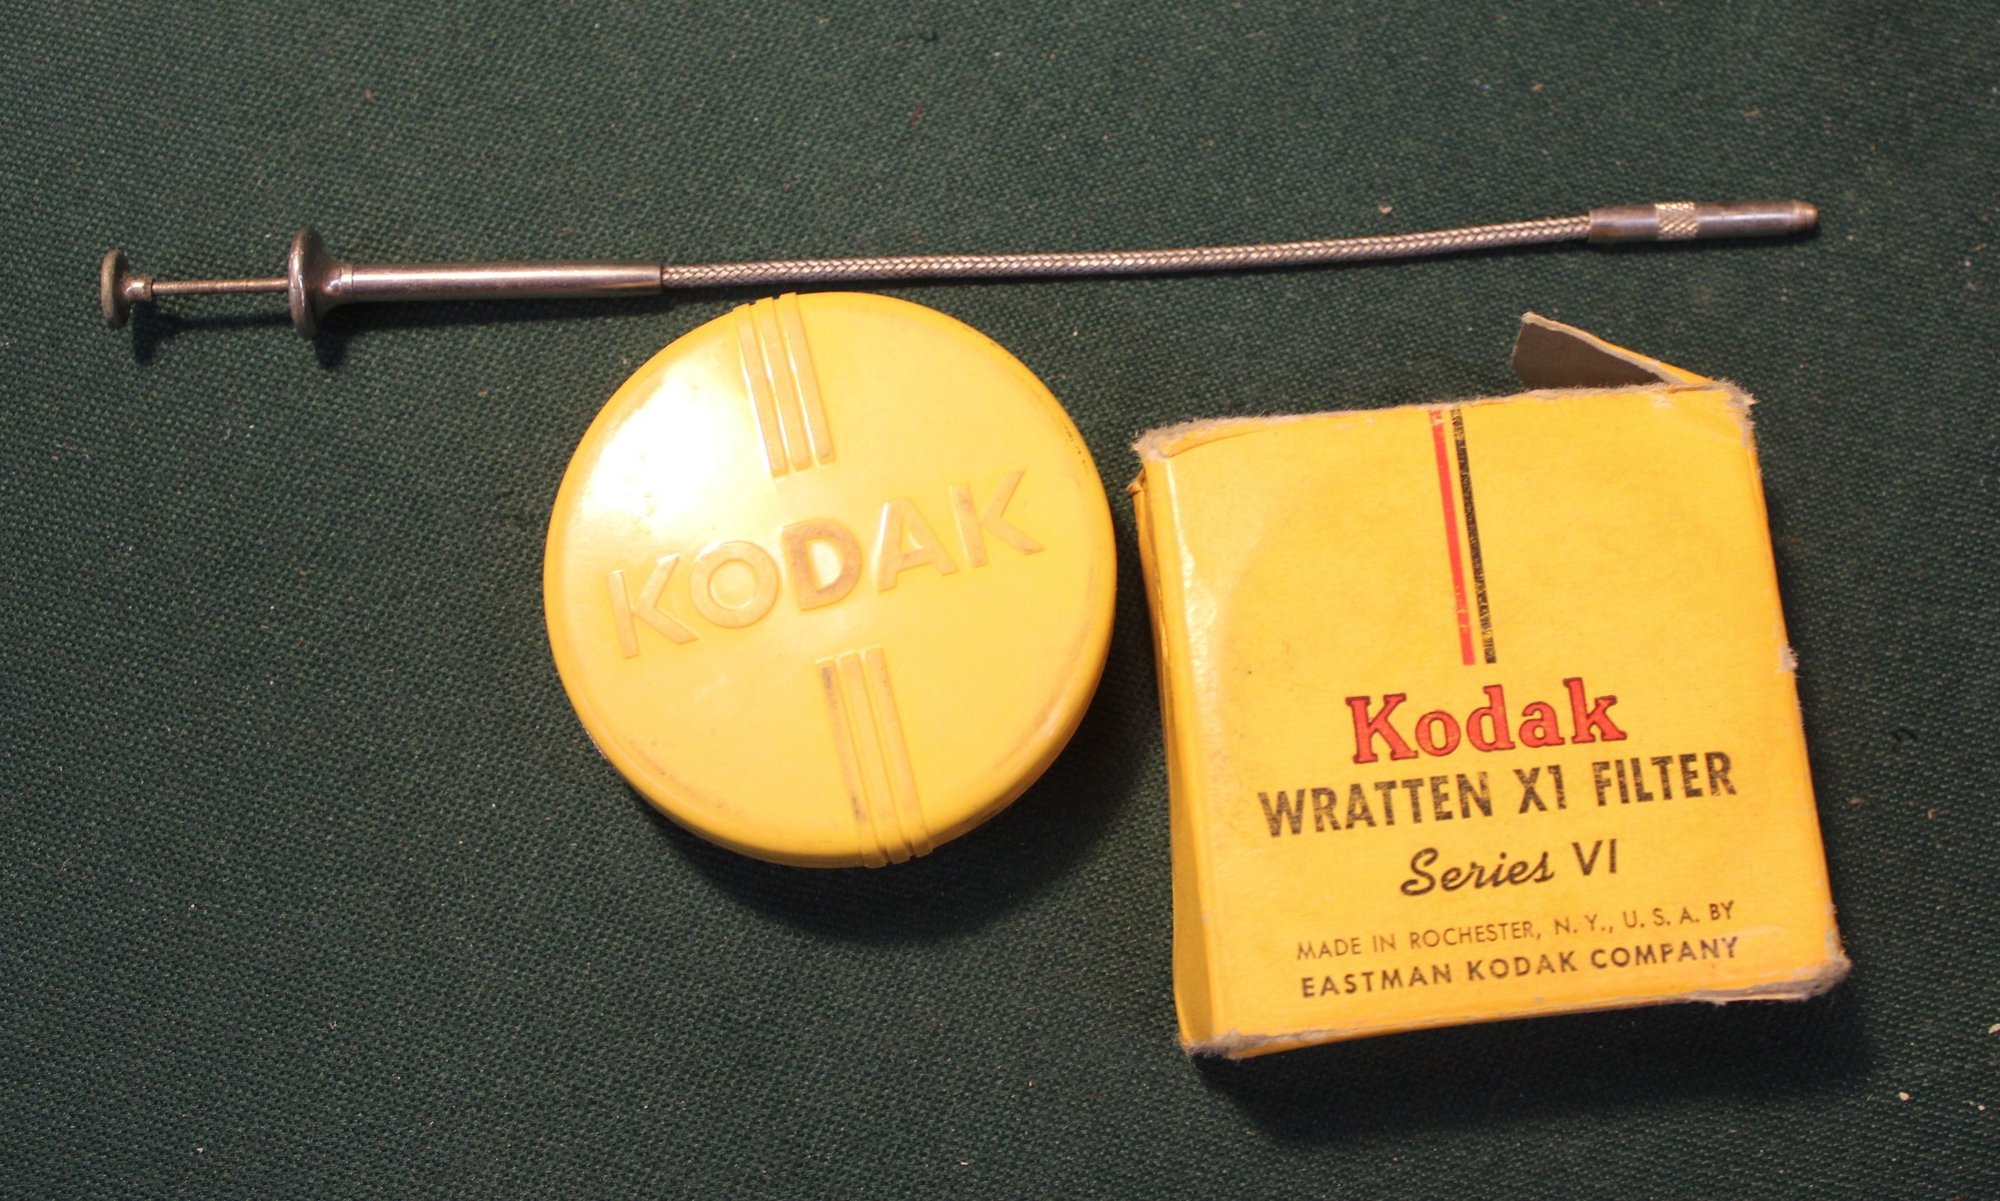 KODAK
Kodak
WRATTEN X1 FILTER
Series VI
MADE IN ROCHESTER, N. Y., U. S. A. BY
EASTMAN KODAK COMPANY